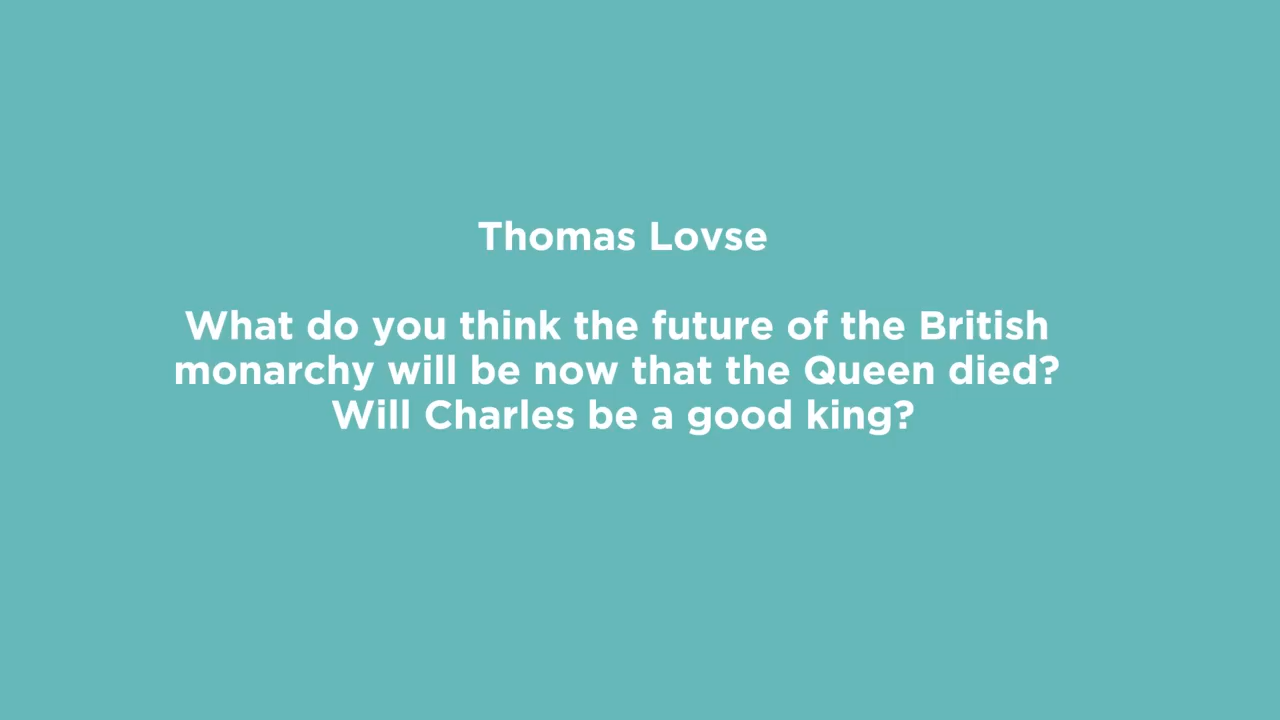 Thomas Lovse
What do you think the future of the British
monarchy will be now that the Queen died?
Will Charles be a good king?